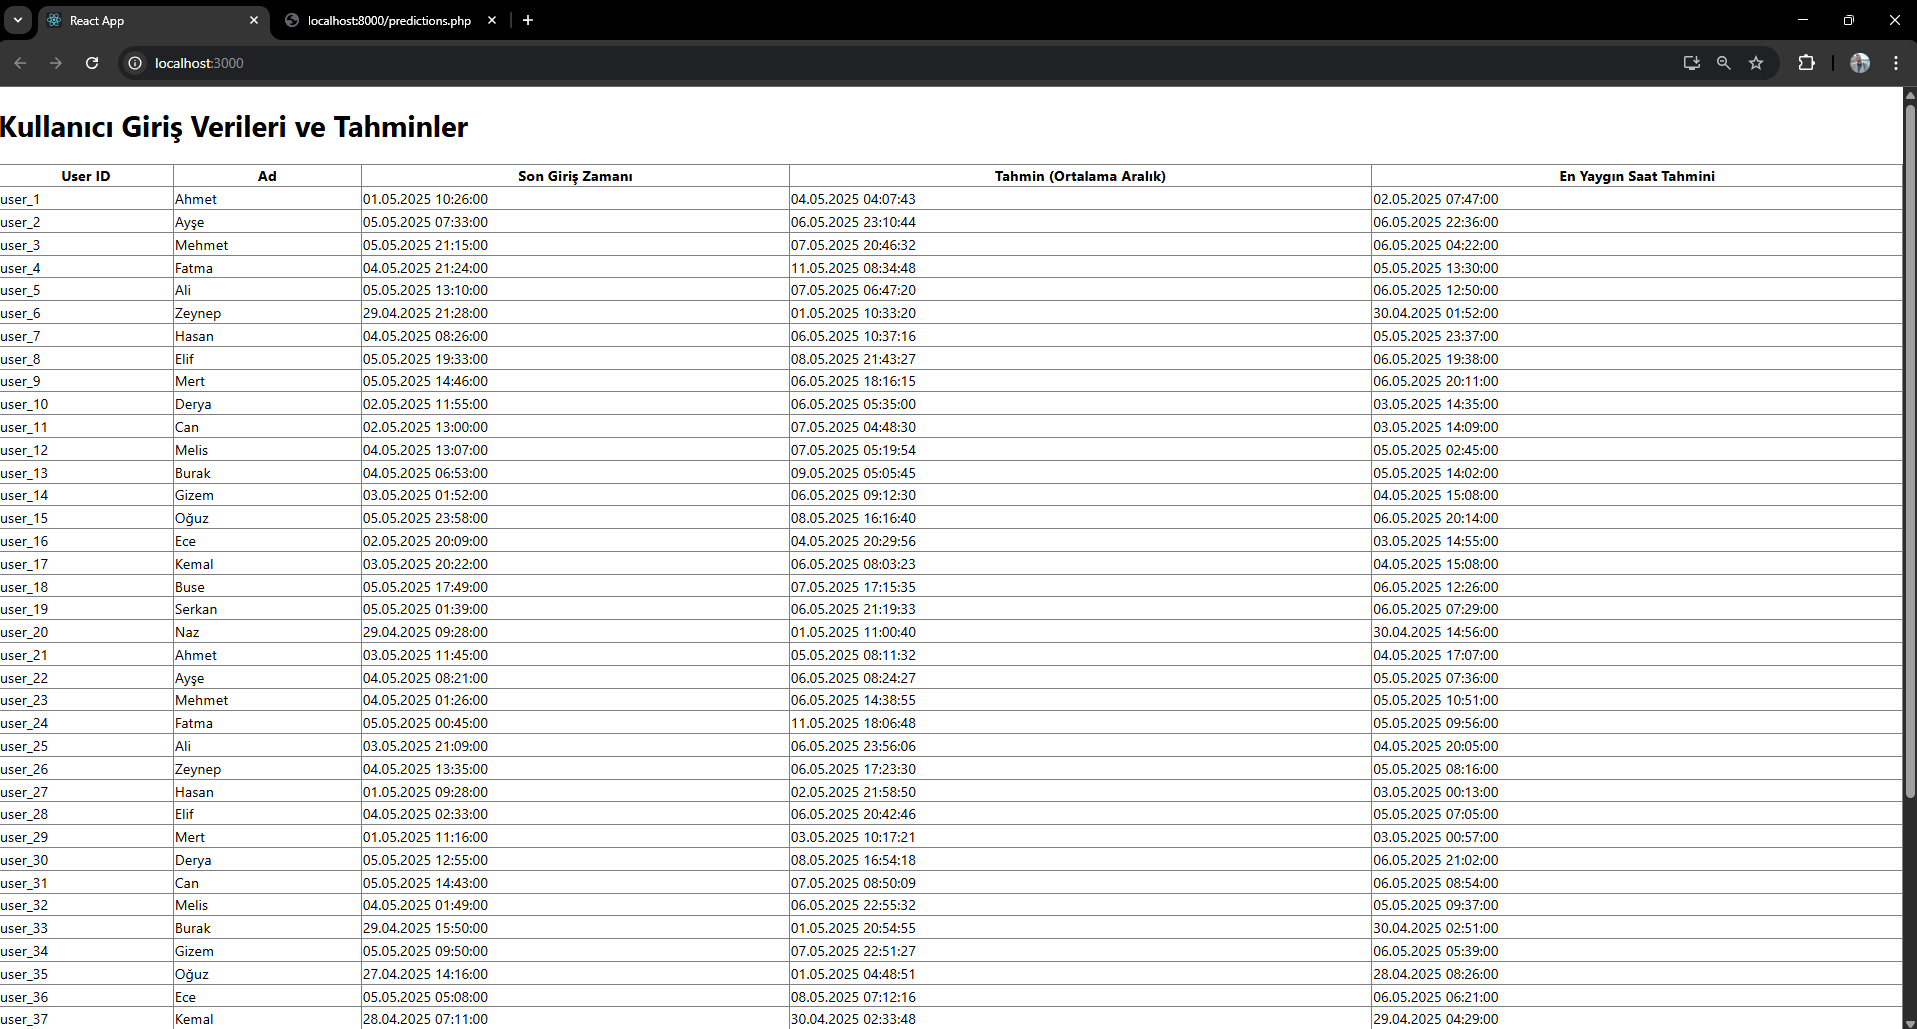 React App
localhost:8000/predictions.php
localhost:3000
Kullanıcı Giriş Verileri ve Tahminler
User ID Ad Son Giriş Zamanı Tahmin (Ortalama Aralık) En Yaygın Saat Tahmini
user_1 Ahmet 01.05.2025 10:26:00 04.05.2025 04:07:43 02.05.2025 07:47:00
user_2 Ayşe 05.05.2025 07:33:00 06.05.2025 23:10:44 06.05.2025 22:36:00
user_3 Mehmet 05.05.2025 21:15:00 07.05.2025 20:46:32 06.05.2025 04:22:00
user_4 Fatma 04.05.2025 21:24:00 11.05.2025 08:34:48 05.05.2025 13:30:00
user_5 Ali 05.05.2025 13:10:00 07.05.2025 06:47:20 06.05.2025 12:50:00
user_6 Zeynep 29.04.2025 21:28:00 01.05.2025 10:33:20 30.04.2025 01:52:00
user_7 Hasan 04.05.2025 08:26:00 06.05.2025 10:37:16 05.05.2025 23:37:00
user_8 Elif 05.05.2025 19:33:00 08.05.2025 21:43:27 06.05.2025 19:38:00
user_9 Mert 05.05.2025 14:46:00 06.05.2025 18:16:15 06.05.2025 20:11:00
user_10 Derya 02.05.2025 11:55:00 06.05.2025 05:35:00 03.05.2025 14:35:00
user_11 Can 02.05.2025 13:00:00 07.05.2025 04:48:30 03.05.2025 14:09:00
user_12 Melis 04.05.2025 13:07:00 07.05.2025 05:19:54 05.05.2025 02:45:00
user_13 Burak 04.05.2025 06:53:00 09.05.2025 05:05:45 05.05.2025 14:02:00
user_14 Gizem 03.05.2025 01:52:00 06.05.2025 09:12:30 04.05.2025 15:08:00
user_15 Oğuz 05.05.2025 23:58:00 08.05.2025 16:16:40 06.05.2025 20:14:00
user_16 Ece 02.05.2025 20:09:00 04.05.2025 20:29:56 03.05.2025 14:55:00
user_17 Kemal 03.05.2025 20:22:00 06.05.2025 08:03:23 04.05.2025 15:08:00
user_18 Buse 05.05.2025 17:49:00 07.05.2025 17:15:35 06.05.2025 12:26:00
user_19 Serkan 05.05.2025 01:39:00 06.05.2025 21:19:33 06.05.2025 07:29:00
user_20 Naz 29.04.2025 09:28:00 01.05.2025 11:00:40 30.04.2025 14:56:00
user_21 Ahmet 03.05.2025 11:45:00 05.05.2025 08:11:32 04.05.2025 17:07:00
user_22 Ayşe 04.05.2025 08:21:00 06.05.2025 08:24:27 05.05.2025 07:36:00
user_23 Mehmet 04.05.2025 01:26:00 06.05.2025 14:38:55 05.05.2025 10:51:00
user_24 Fatma 05.05.2025 00:45:00 11.05.2025 18:06:48 05.05.2025 09:56:00
user_25 Ali 03.05.2025 21:09:00 06.05.2025 23:56:06 04.05.2025 20:05:00
user_26 Zeynep 04.05.2025 13:35:00 06.05.2025 17:23:30 05.05.2025 08:16:00
user_27 Hasan 01.05.2025 09:28:00 02.05.2025 21:58:50 03.05.2025 00:13:00
user_28 Elif 04.05.2025 02:33:00 06.05.2025 20:42:46 05.05.2025 07:05:00
user_29 Mert 01.05.2025 11:16:00 03.05.2025 10:17:21 03.05.2025 00:57:00
user_30 Derya 05.05.2025 12:55:00 08.05.2025 16:54:18 06.05.2025 21:02:00
user_31 Can 05.05.2025 14:43:00 07.05.2025 08:50:09 06.05.2025 08:54:00
user_32 Melis 04.05.2025 01:49:00 06.05.2025 22:55:32 05.05.2025 09:37:00
user_33 Burak 29.04.2025 15:50:00 01.05.2025 20:54:55 30.04.2025 02:51:00
user_34 Gizem 05.05.2025 09:50:00 07.05.2025 22:51:27 06.05.2025 05:39:00
user_35 Oğuz 27.04.2025 14:16:00 01.05.2025 04:48:51 28.04.2025 08:26:00
user_36 Ece 05.05.2025 05:08:00 08.05.2025 07:12:16 06.05.2025 06:21:00
user_37 Kemal 28.04.2025 07:11:00 30.04.2025 02:33:48 29.04.2025 04:29:00